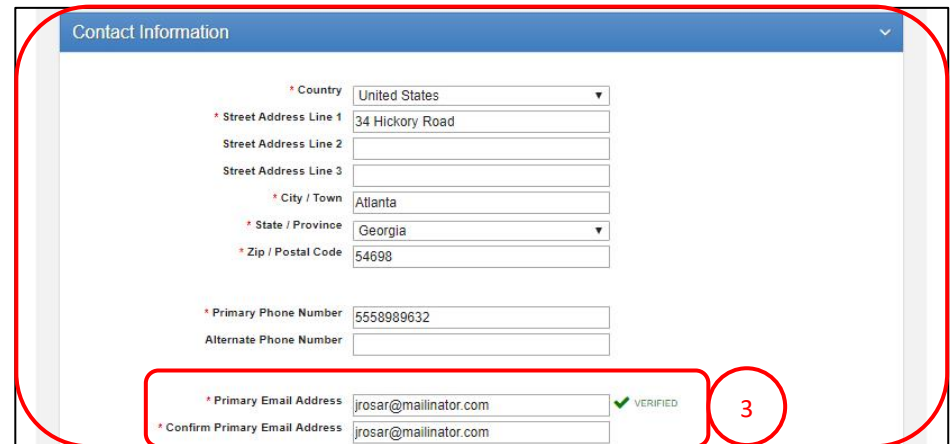 Contact Information
* Country United States
* Street Address Line 1 34 Hickory Road
Street Address Line 2
Street Address Line 3
* City / Town Atlanta
* State / Province Georgia
* Zip / Postal Code 54698
* Primary Phone Number 5558989632
Alternate Phone Number
* Primary Email Address jrosar@mailinator.com VERIFIED
3
* Confirm Primary Email Address jrosar@mailinator.com